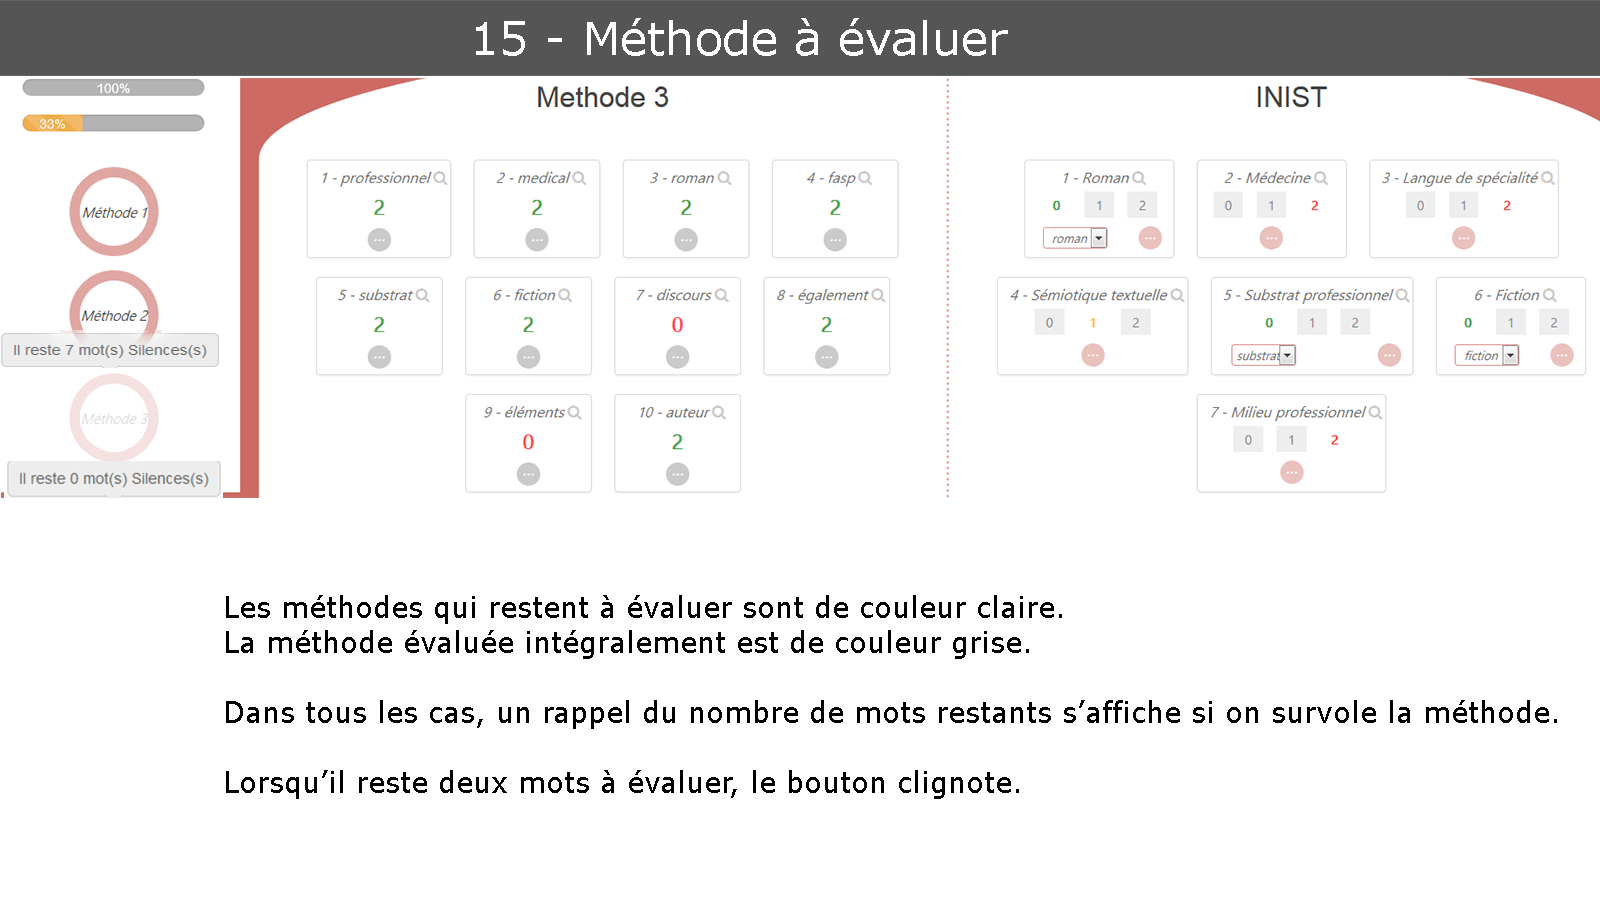 15 - Méthode à évaluer
100%
33%
Méthode 1
Méthode 2
Il reste 7 mot(s) Silences(s)
Méthode 3
Il reste 0 mot(s) Silences(s)
Methode 3
1 - professionnel
2
2 - medical
2
3 - roman
2
4 - fasp
2
5 - substrat
2
6 - fiction
2
7 - discours
0
8 - également
2
9 - éléments
0
10 - auteur
2
INIST
1 - Roman
0 1 2
roman
2 - Médecine
0 1 2
3 - Langue de spécialité
0 1 2
4 - Sémiotique textuelle
0 1 2
5 - Substrat professionnel
0 1 2
substrat
6 - Fiction
0 1 2
fiction
7 - Milieu professionnel
0 1 2
Les méthodes qui restent à évaluer sont de couleur claire.
La méthode évaluée intégralement est de couleur grise.
Dans tous les cas, un rappel du nombre de mots restants s’affiche si on survole la méthode.
Lorsqu’il reste deux mots à évaluer, le bouton clignote.